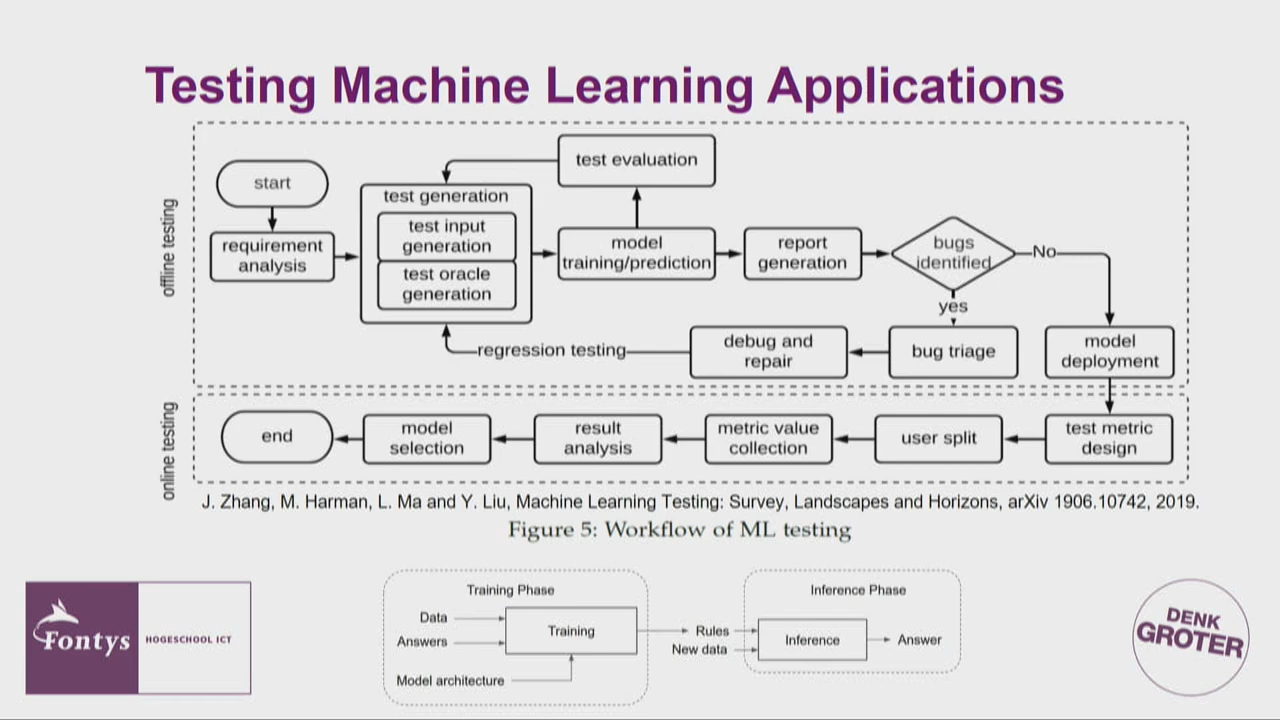 Testing Machine Learning Applications
offline testing
start
requirement
analysis
test generation
test input
generation
test oracle
generation
test evaluation
model
training/prediction
report
generation
bugs
identified
No
yes
model
deployment
bug triage
debug and
repair
regression testing
online testing
test metric
design
user split
metric value
collection
result
analysis
model
selection
end
J. Zhang, M. Harman, L. Ma and Y. Liu, Machine Learning Testing: Survey, Landscapes and Horizons, arXiv 1906.10742, 2019.
Figure 5: Workflow of ML testing
Training Phase
Data
Answers
Model architecture
Training
Rules
New data
Inference Phase
Inference
Answer
Fontys
HOGESCHOOL ICT
DENK
GROTER